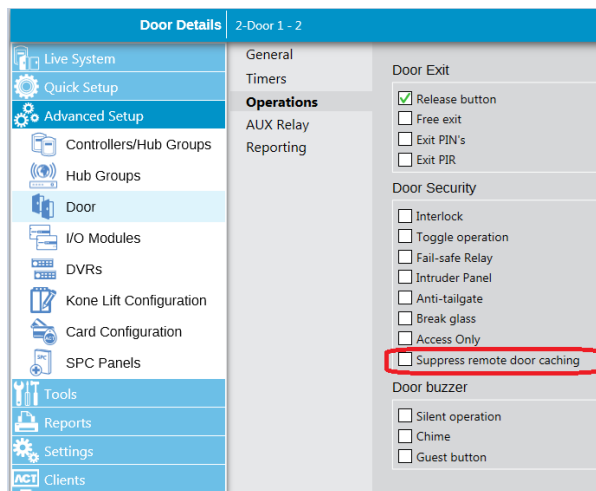 Door Details 2-Door 1 - 2
Live System
Quick Setup
Advanced Setup
Controllers/Hub Groups
Hub Groups
Door
I/O Modules
DVRs
Kone Lift Configuration
Card Configuration
SPC
SPC Panels
Tools
Reports
Settings
ACT Clients
General
Timers
Operations
AUX Relay
Reporting
Door Exit
Release button
Free exit
Exit PIN's
Exit PIR
Door Security
Interlock
Toggle operation
Fail-safe Relay
Intruder Panel
Anti-tailgate
Break glass
Access Only
Suppress remote door caching
Door buzzer
Silent operation
Chime
Guest button